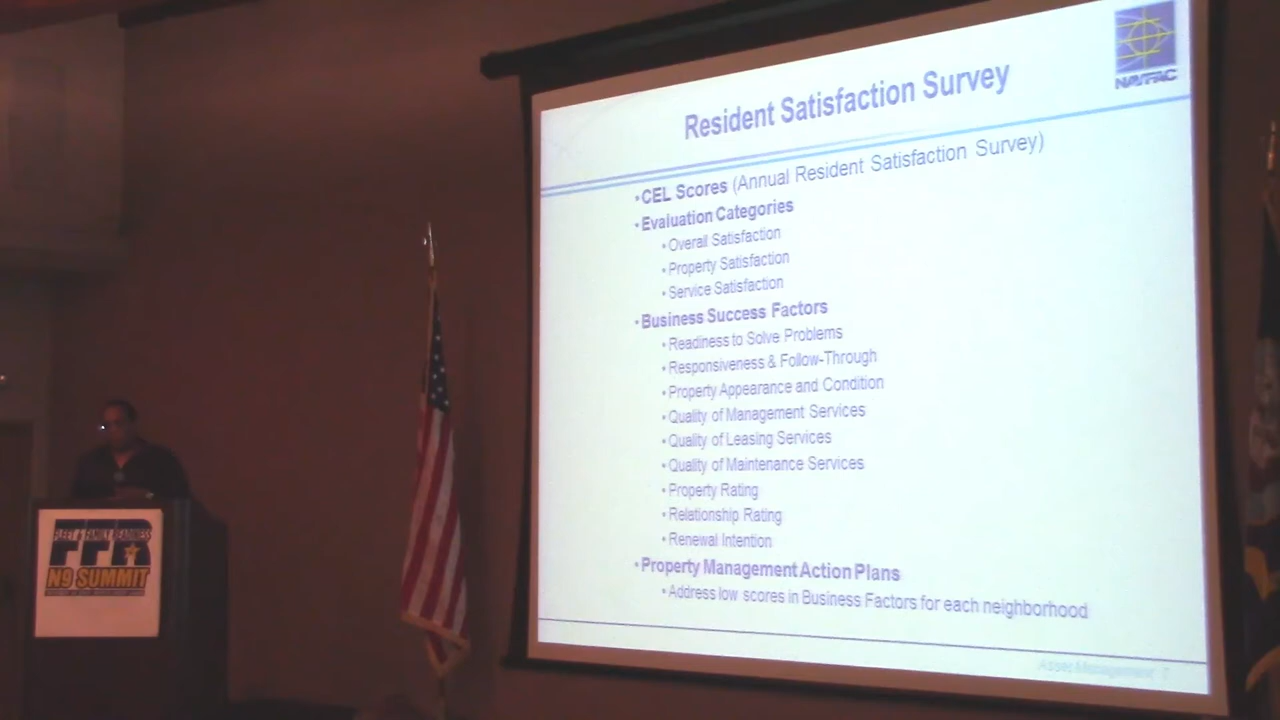 NAVFAC
Resident Satisfaction Survey
•CEL Scores (Annual Resident Satisfaction Survey)
•Evaluation Categories
•Overall Satisfaction
•Property Satisfaction
•Service Satisfaction
•Business Success Factors
•Readiness to Solve Problems
•Responsiveness & Follow-Through
•Property Appearance and Condition
•Quality of Management Services
•Quality of Leasing Services
•Quality of Maintenance Services
•Property Rating
•Relationship Rating
•Renewal Intention
•Property Management Action Plans
•Address low scores in Business Factors for each neighborhood
Asset Management
FLEET & FAMILY READINESS
FFR
N9 SUMMIT